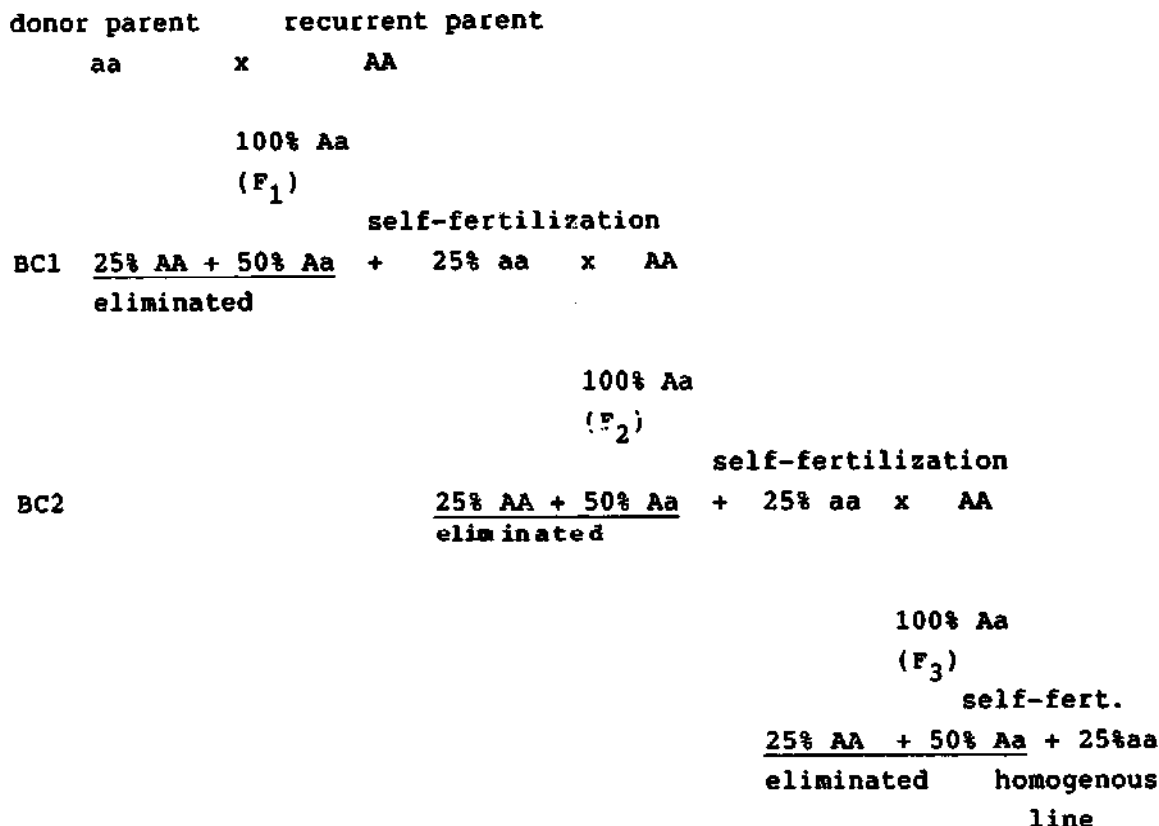 donor parent recurrent parent
aa x AA
100% Aa
(F1)
self-fertilization
BC1 25% AA + 50% Aa + 25% aa x AA
eliminated
100% Aa
(F2)
self-fertilization
BC2 25% AA + 50% Aa + 25% aa x AA
eliminated
100% Aa
(F3)
self-fert.
25% AA + 50% Aa + 25%aa
eliminated homogenous
line